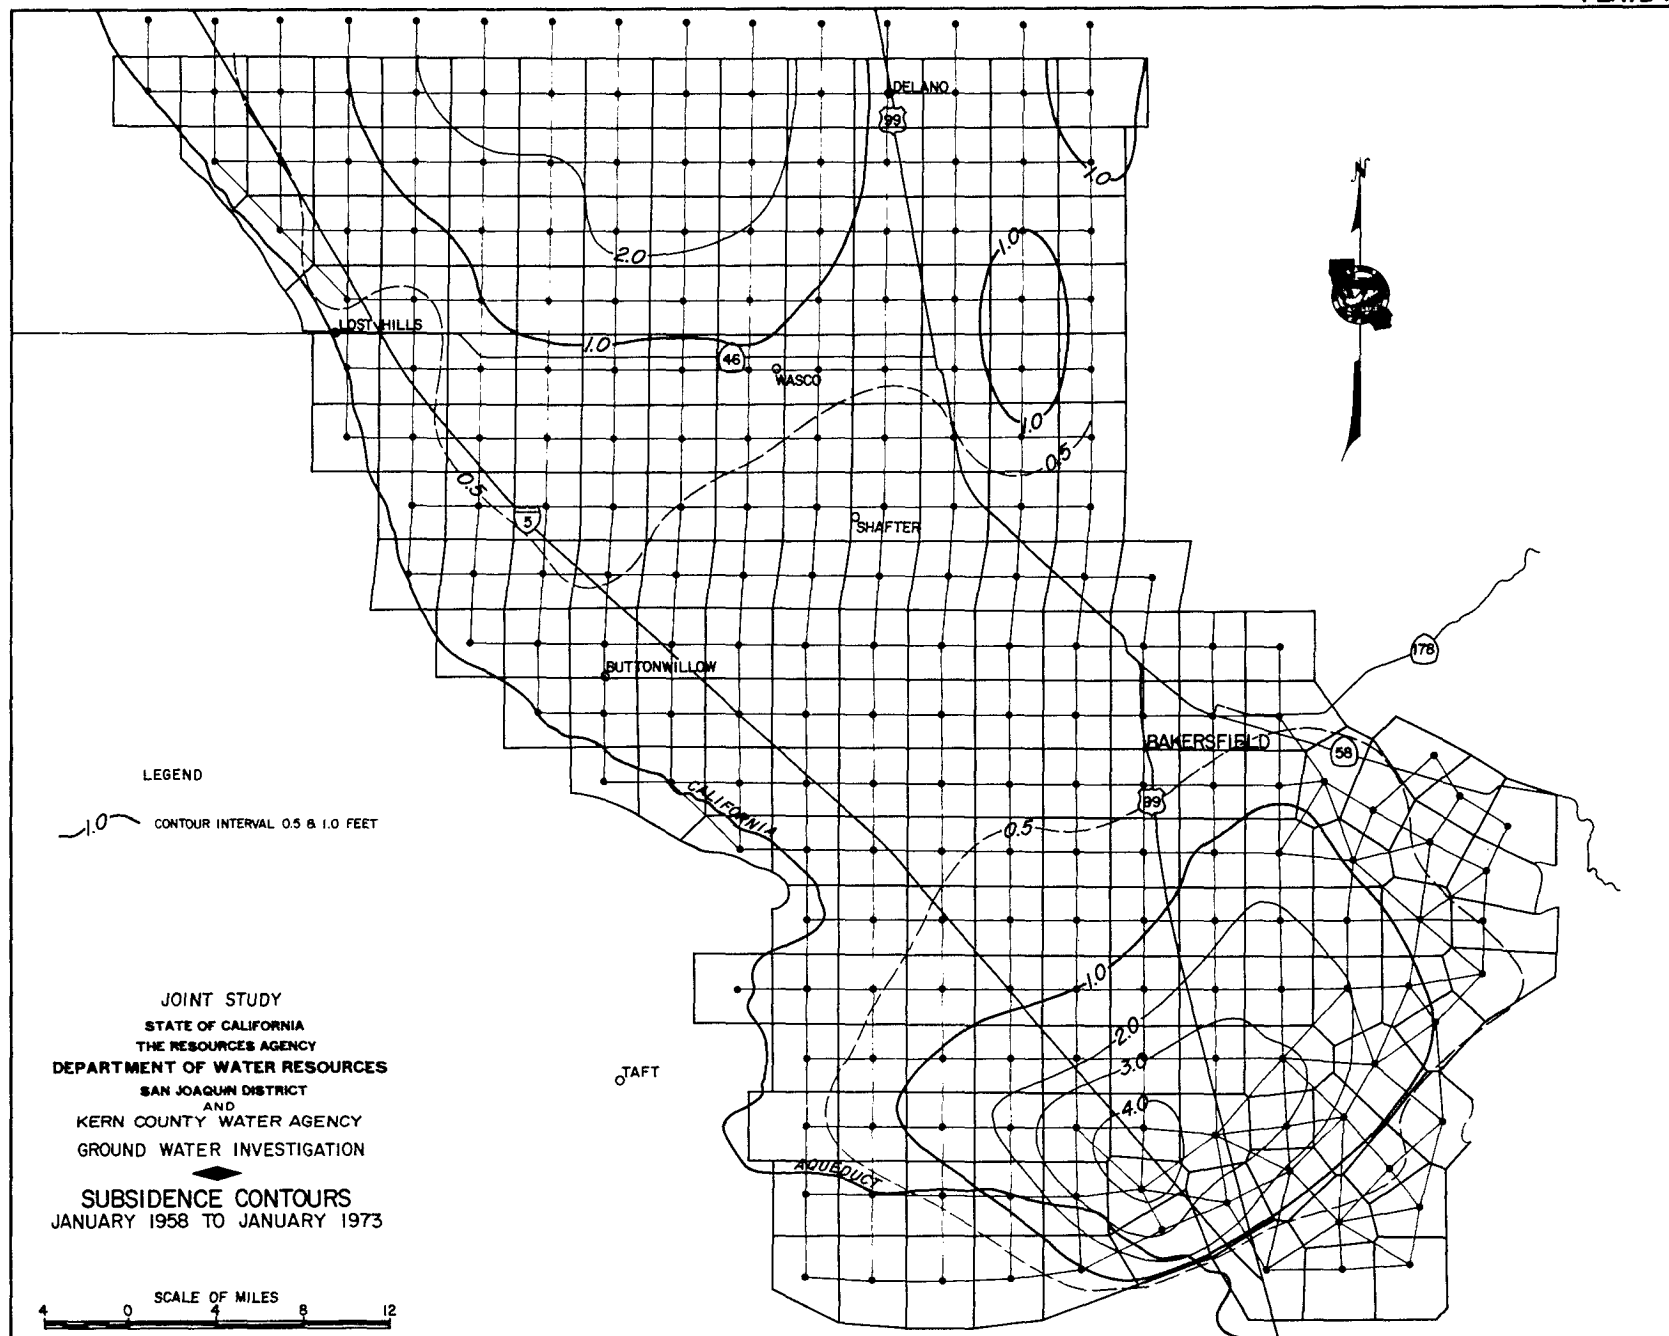 DELANO
99
1.0
N
2.0
1.0
LOST HILLS
1.0
46
WASCO
1.0
0.5
0.5
5
SHAFTER
178
BUTTONWILLOW
BAKERSFIELD
58
LEGEND
CALIFORNIA
99
1.0 CONTOUR INTERVAL 0.5 & 1.0 FEET
0.5
1.0
JOINT STUDY
STATE OF CALIFORNIA
THE RESOURCES AGENCY
DEPARTMENT OF WATER RESOURCES
SAN JOAQUIN DISTRICT
AND
KERN COUNTY WATER AGENCY
GROUND WATER INVESTIGATION
2.0
3.0
TAFT
4.0
AQUEDUCT
SUBSIDENCE CONTOURS
JANUARY 1958 TO JANUARY 1973
SCALE OF MILES
4 0 4 8 12